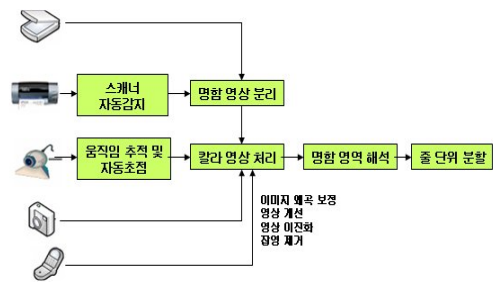 스캐너
자동감지
명함 영상 분리
움직임 추적 및
자동초점
칼라 영상 처리
명함 영역 해석
줄 단위 분할
이미지 왜곡 보정
영상 개선
영상 이진화
잡영 제거